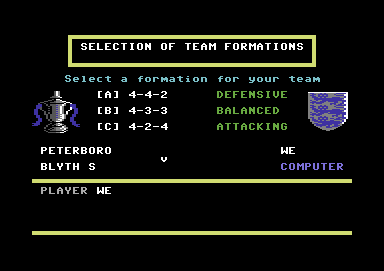 SELECTION OF TEAM FORMATIONS
Select a formation for your team
[A] 4-4-2 DEFENSIVE
[B] 4-3-3 BALANCED
[C] 4-2-4 ATTACKING
PETERBORO v WE
BLYTH S COMPUTER
PLAYER WE